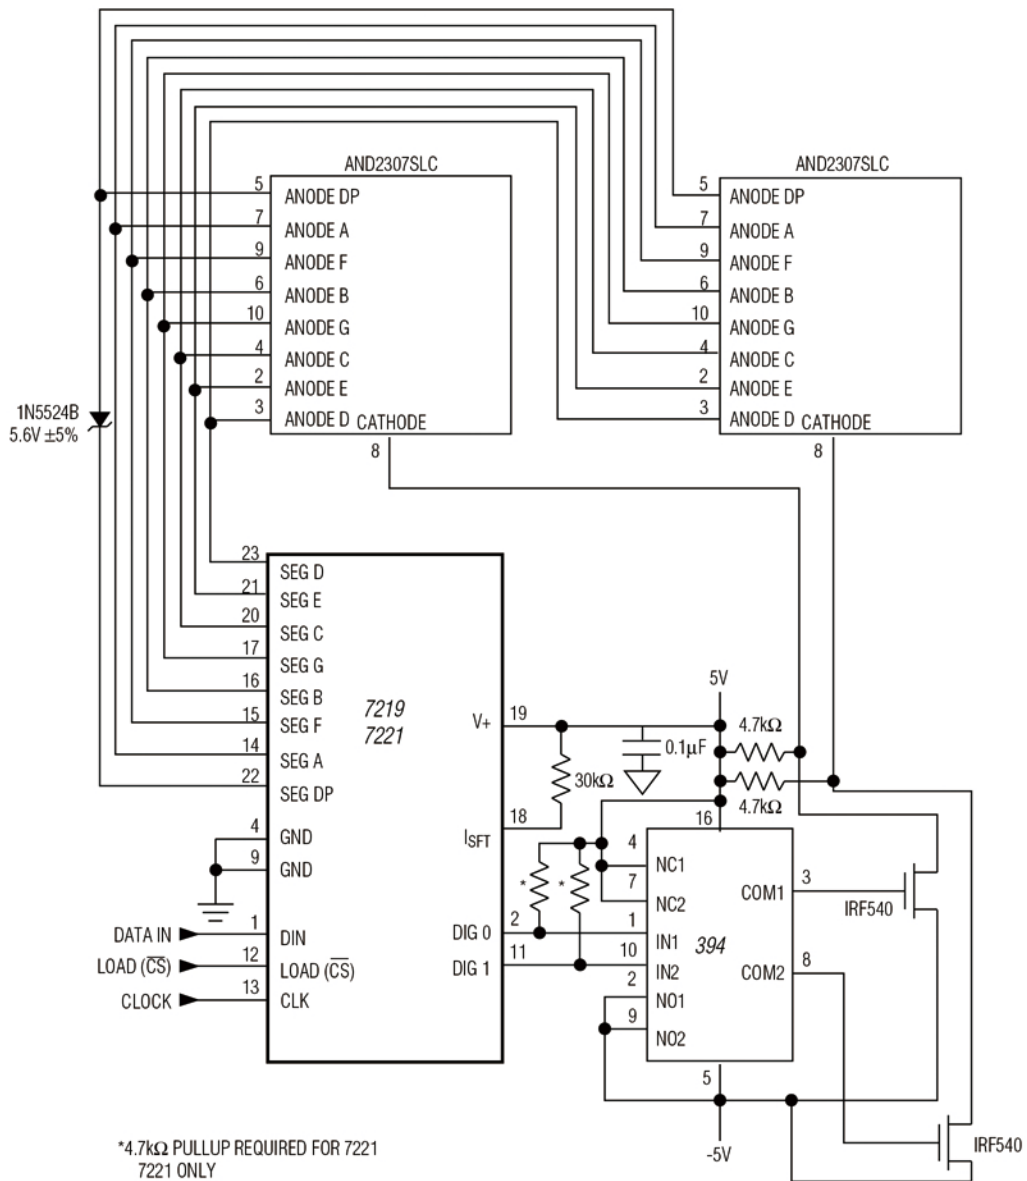 AND2307SLC
5 ANODE DP
7 ANODE A
9 ANODE F
6 ANODE B
10 ANODE G
4 ANODE C
2 ANODE E
3 ANODE D CATHODE
8
AND2307SLC
5 ANODE DP
7 ANODE A
9 ANODE F
6 ANODE B
10 ANODE G
4 ANODE C
2 ANODE E
3 ANODE D CATHODE
8
1N5524B
5.6V ±5%
23 SEG D
21 SEG E
20 SEG C
17 SEG G
16 SEG B
15 SEG F
14 SEG A
22 SEG DP
4 GND
9 GND
DATA IN 1 DIN
LOAD (C̅S̅) 12 LOAD (C̅S̅)
CLOCK 13 CLK
7219
7221
V+ 19
ISFT 18
DIG 0 2
DIG 1 11
30kΩ
0.1μF
5V
4.7kΩ
4.7kΩ
* *
16
4 NC1
7 NC2
1 IN1
10 IN2
2 NO1
9 NO2
394
COM1 3
COM2 8
5
-5V
IRF540
IRF540
*4.7kΩ PULLUP REQUIRED FOR 7221
7221 ONLY